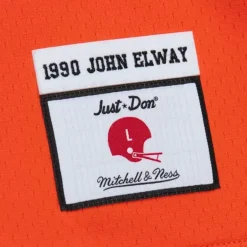 1990 JOHN ELWAY
Just★Don®
L
Mitchell & Ness